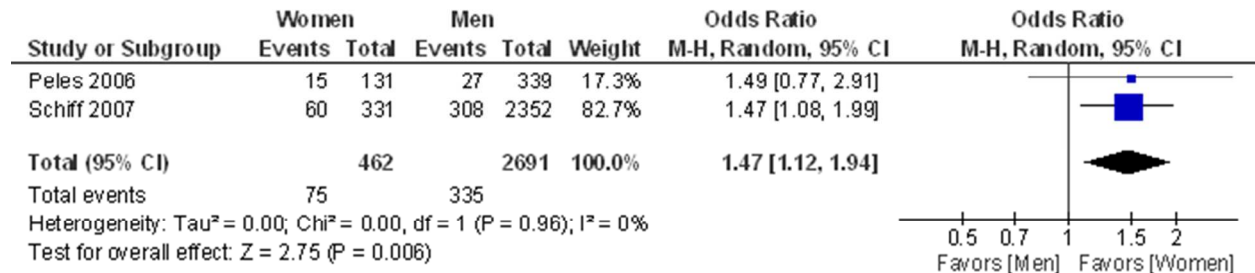 Women Men Odds Ratio Odds Ratio
Study or Subgroup Events Total Events Total Weight M-H, Random, 95% CI M-H, Random, 95% CI
Peles 2006 15 131 27 339 17.3% 1.49 [0.77, 2.91]
Schiff 2007 60 331 308 2352 82.7% 1.47 [1.08, 1.99]
Total (95% CI) 462 2691 100.0% 1.47 [1.12, 1.94]
Total events 75 335
Heterogeneity: Tau² = 0.00; Chi² = 0.00, df = 1 (P = 0.96); I² = 0%
Test for overall effect: Z = 2.75 (P = 0.006)
0.5 0.7 1 1.5 2
Favors [Men] Favors [Women]